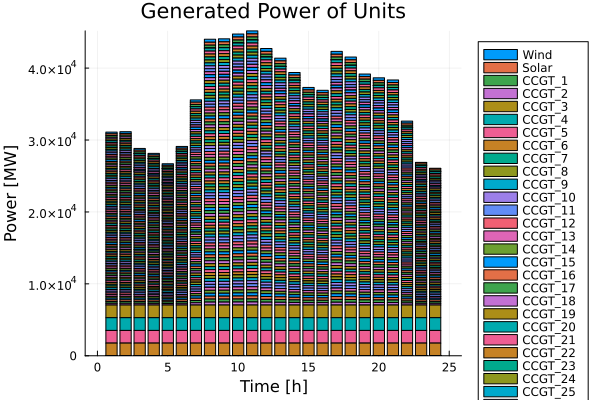 Generated Power of Units
Power [MW]
4.0×10⁴
3.0×10⁴
2.0×10⁴
1.0×10⁴
0
0 5 10 15 20 25
Time [h]
Wind
Solar
CCGT_1
CCGT_2
CCGT_3
CCGT_4
CCGT_5
CCGT_6
CCGT_7
CCGT_8
CCGT_9
CCGT_10
CCGT_11
CCGT_12
CCGT_13
CCGT_14
CCGT_15
CCGT_16
CCGT_17
CCGT_18
CCGT_19
CCGT_20
CCGT_21
CCGT_22
CCGT_23
CCGT_24
CCGT_25